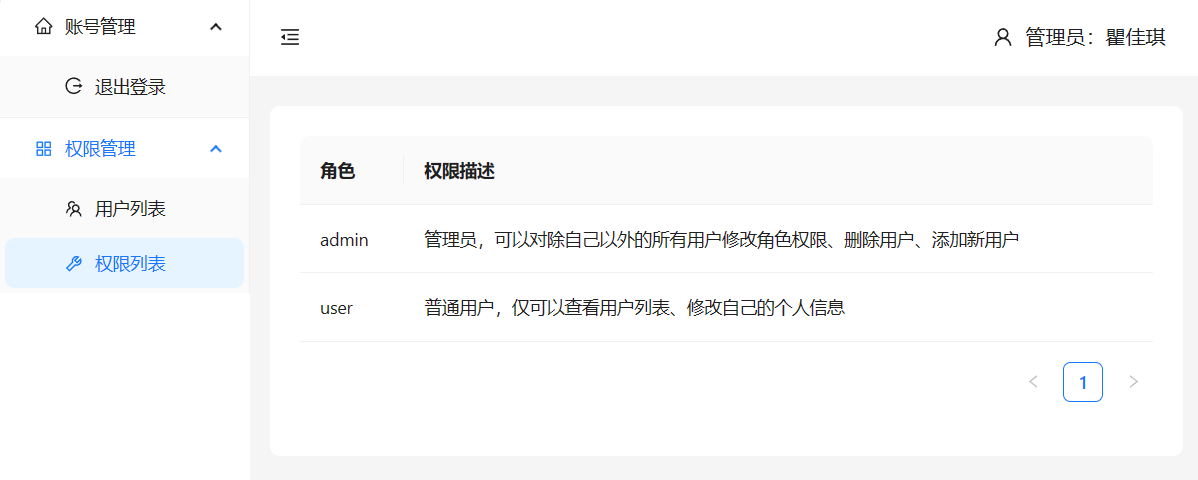 账号管理
管理员：瞿佳琪
退出登录
权限管理
角色 权限描述
用户列表
admin 管理员，可以对除自己以外的所有用户修改角色权限、删除用户、添加新用户
权限列表
user 普通用户，仅可以查看用户列表、修改自己的个人信息
1